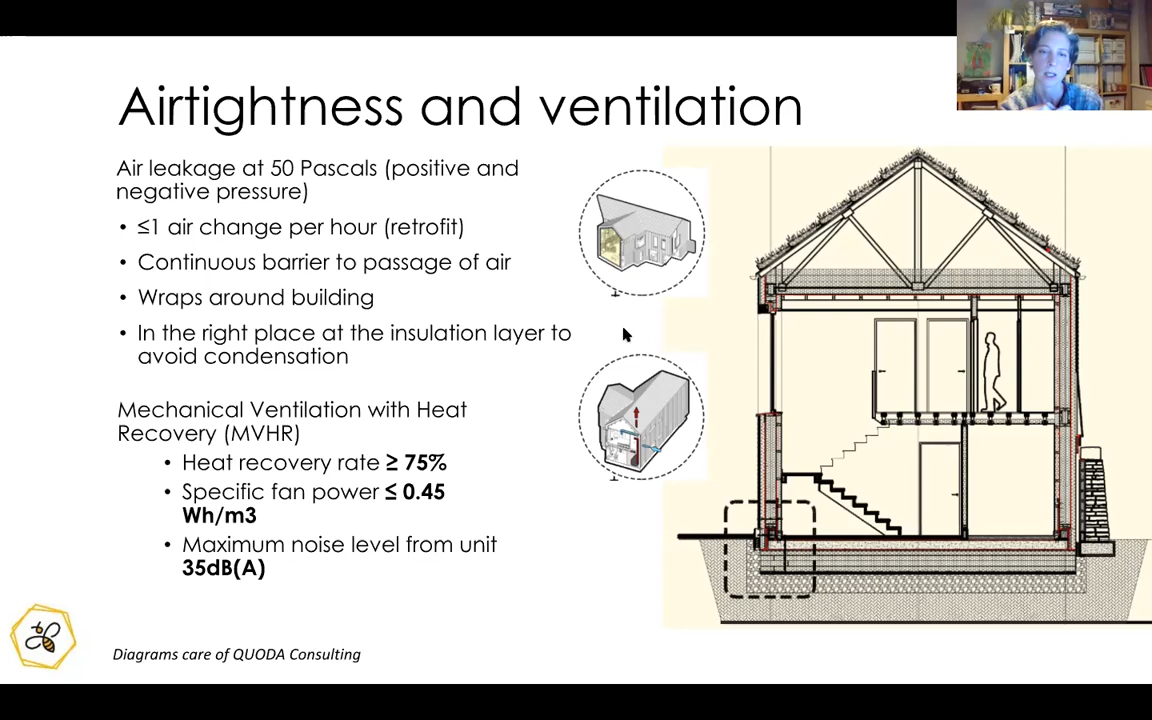 Airtightness and ventilation
Air leakage at 50 Pascals (positive and
negative pressure)
• ≤1 air change per hour (retrofit)
• Continuous barrier to passage of air
• Wraps around building
• In the right place at the insulation layer to
avoid condensation
Mechanical Ventilation with Heat
Recovery (MVHR)
• Heat recovery rate ≥ 75%
• Specific fan power ≤ 0.45
Wh/m3
• Maximum noise level from unit
35dB(A)
Diagrams care of QUODA Consulting